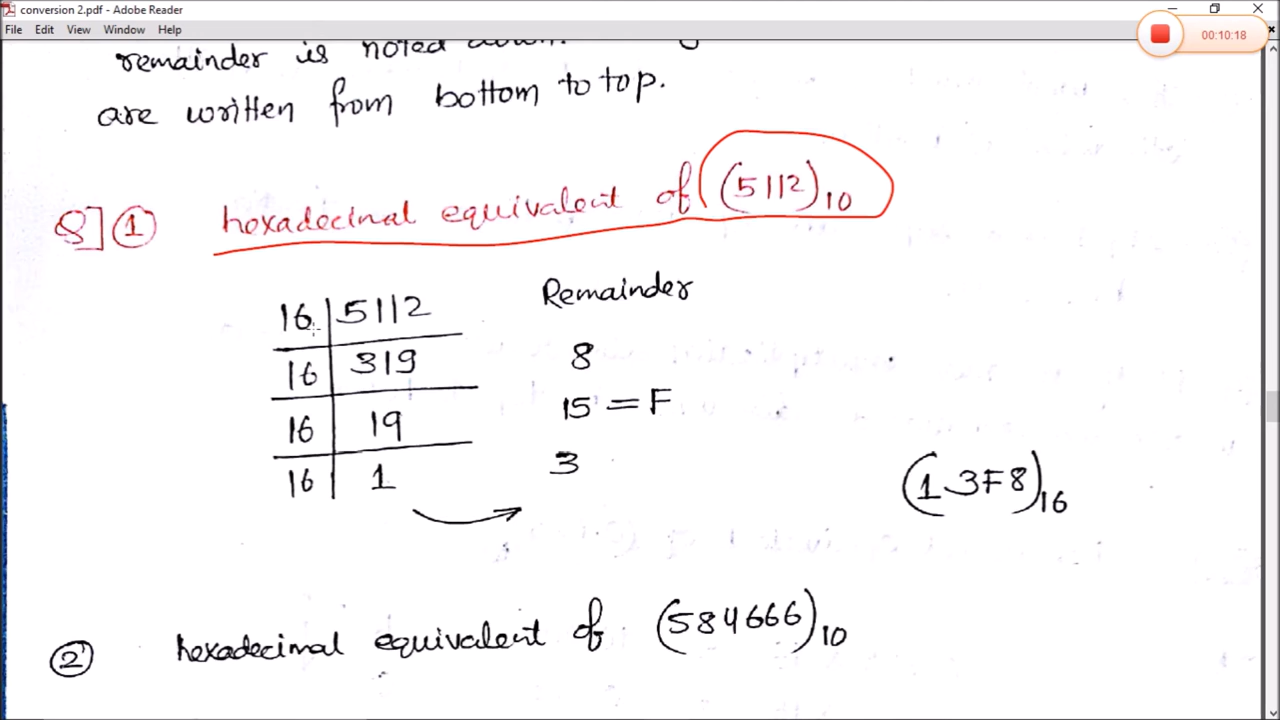 conversion 2.pdf - Adobe Reader
File Edit View Window Help
00:10:18
remainder is noted down.
are written from bottom to top.
Q] ① hexadecimal equivalent of (5112)10
Remainder
16 | 5112
16 | 319 8
16 | 19 15 = F
16 | 1 3
(13F8)16
② hexadecimal equivalent of (584666)10